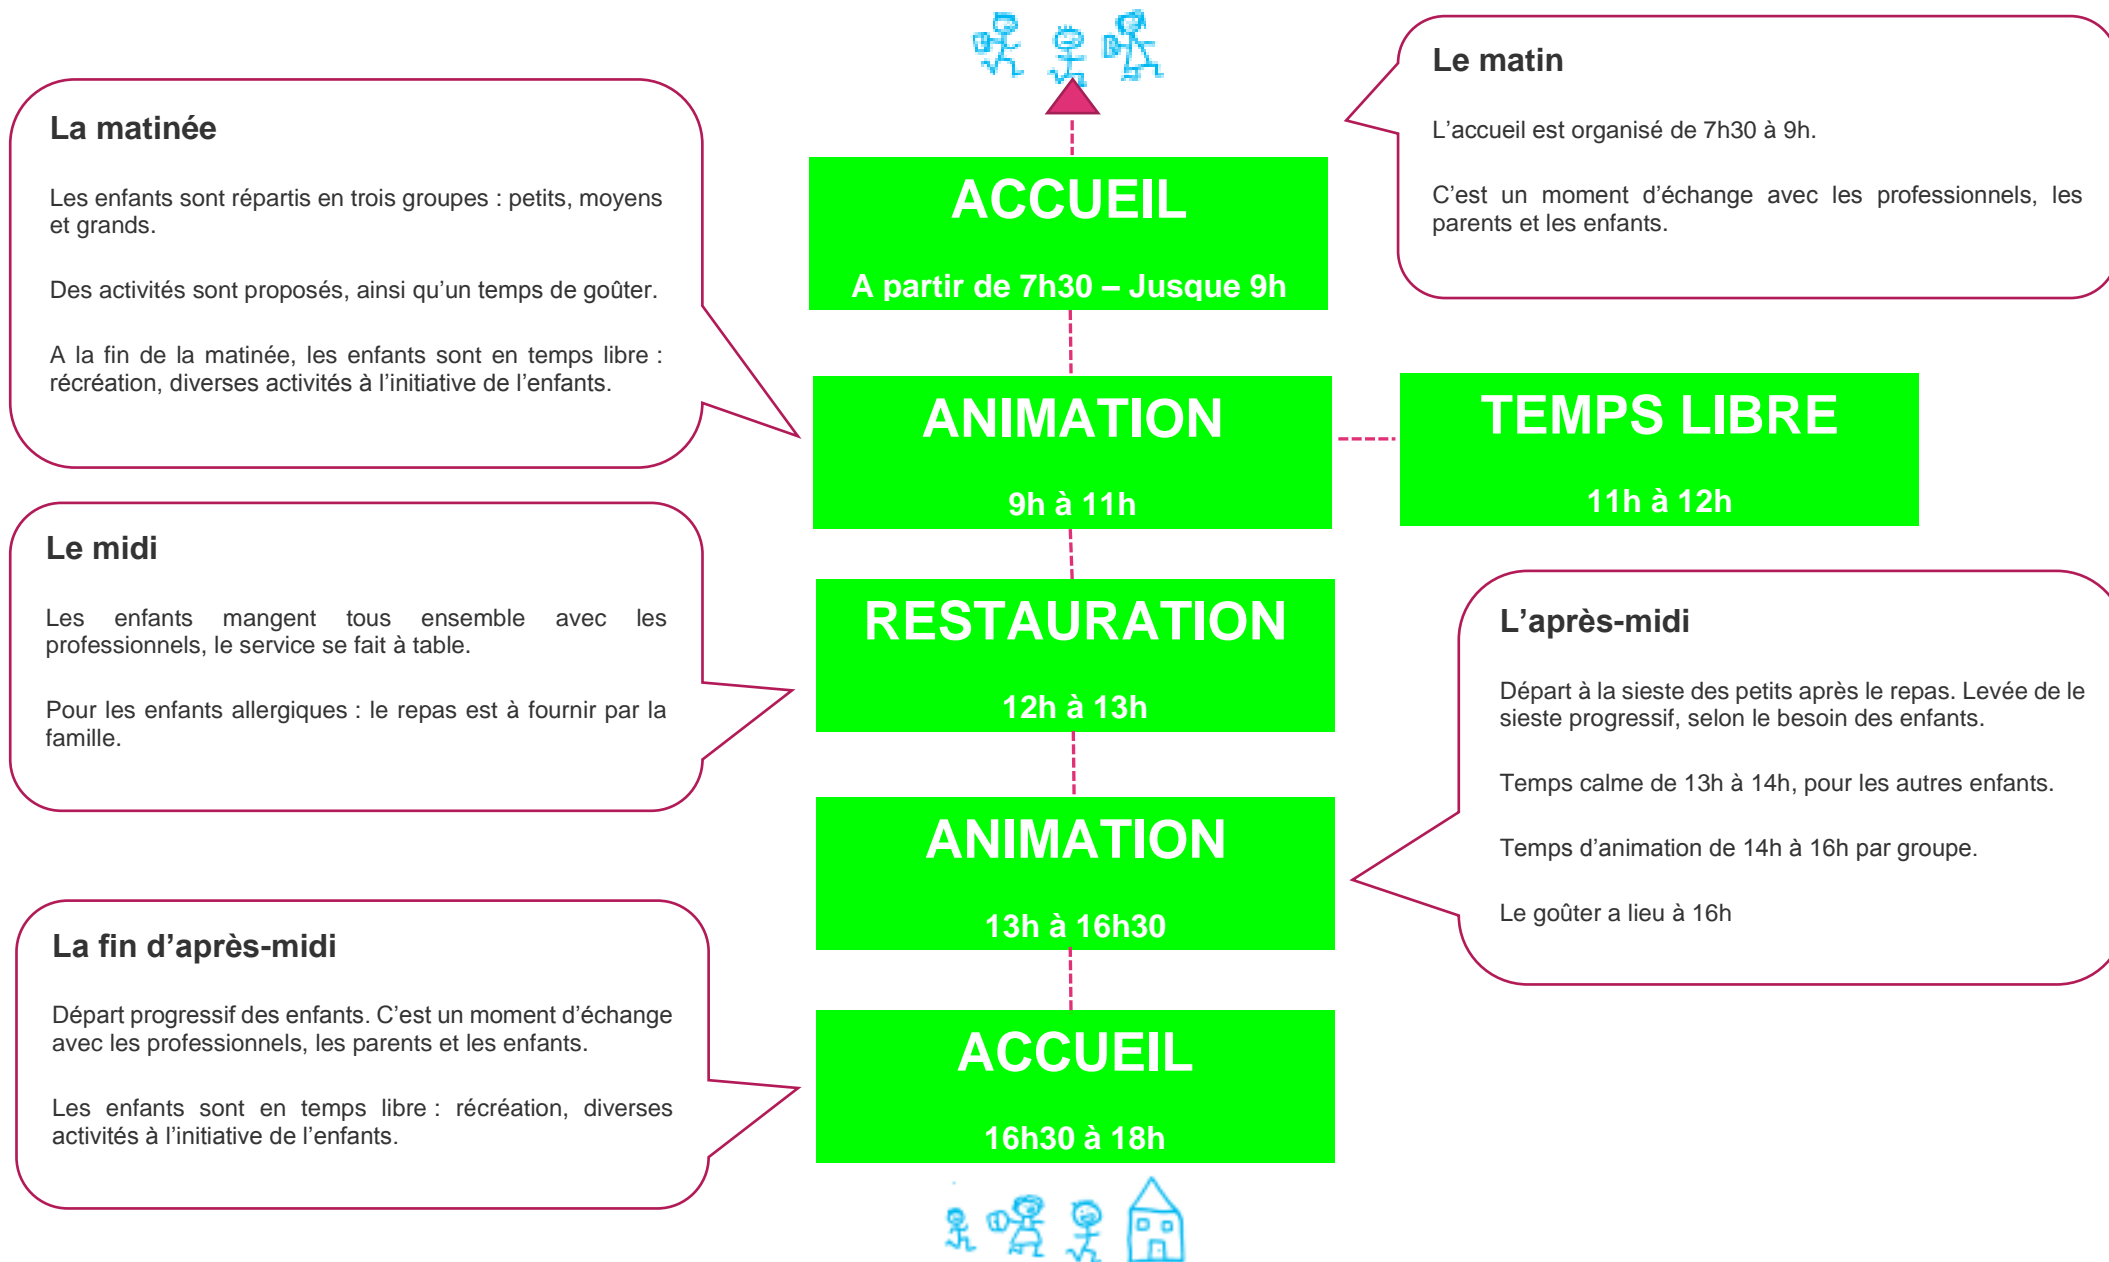 Le matin
L’accueil est organisé de 7h30 à 9h.
C’est un moment d’échange avec les professionnels, les
parents et les enfants.
La matinée
Les enfants sont répartis en trois groupes : petits, moyens
et grands.
Des activités sont proposés, ainsi qu’un temps de goûter.
A la fin de la matinée, les enfants sont en temps libre :
récréation, diverses activités à l’initiative de l’enfants.
ACCUEIL
A partir de 7h30 – Jusque 9h
ANIMATION
9h à 11h
TEMPS LIBRE
11h à 12h
Le midi
Les enfants mangent tous ensemble avec les
professionnels, le service se fait à table.
Pour les enfants allergiques : le repas est à fournir par la
famille.
RESTAURATION
12h à 13h
L’après-midi
Départ à la sieste des petits après le repas. Levée de le
sieste progressif, selon le besoin des enfants.
Temps calme de 13h à 14h, pour les autres enfants.
Temps d’animation de 14h à 16h par groupe.
Le goûter a lieu à 16h
ANIMATION
13h à 16h30
La fin d’après-midi
Départ progressif des enfants. C’est un moment d’échange
avec les professionnels, les parents et les enfants.
Les enfants sont en temps libre : récréation, diverses
activités à l’initiative de l’enfants.
ACCUEIL
16h30 à 18h